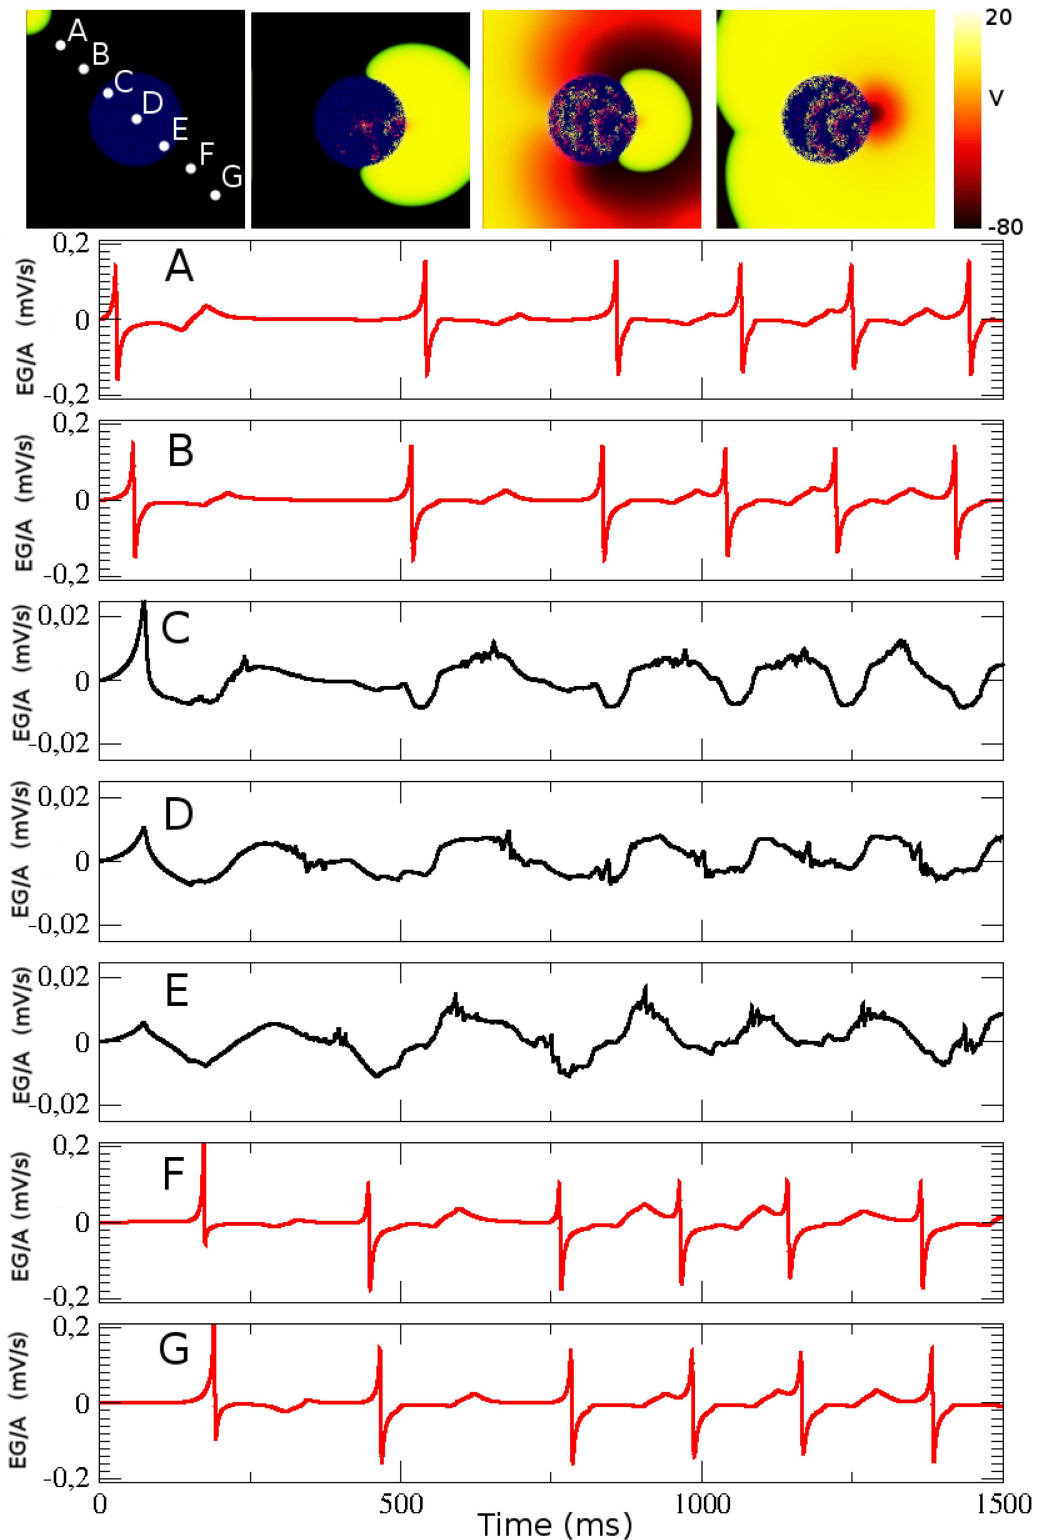 A
B
C
D
E
F
G
20
V
-80
EG/A (mV/s)
0,2
0
-0,2
A
EG/A (mV/s)
0,2
0
-0,2
B
EG/A (mV/s)
0,02
0
-0,02
C
EG/A (mV/s)
0,02
0
-0,02
D
EG/A (mV/s)
0,02
0
-0,02
E
EG/A (mV/s)
0,2
0
-0,2
F
EG/A (mV/s)
0,2
0
-0,2
G
0 500 1000 1500
Time (ms)